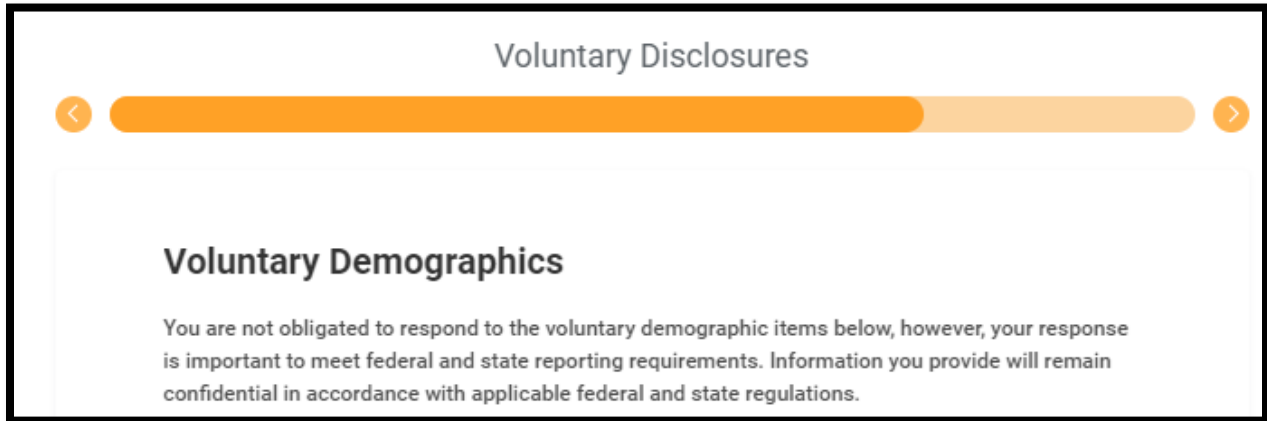 Voluntary Disclosures
Voluntary Demographics
You are not obligated to respond to the voluntary demographic items below, however, your response
is important to meet federal and state reporting requirements. Information you provide will remain
confidential in accordance with applicable federal and state regulations.